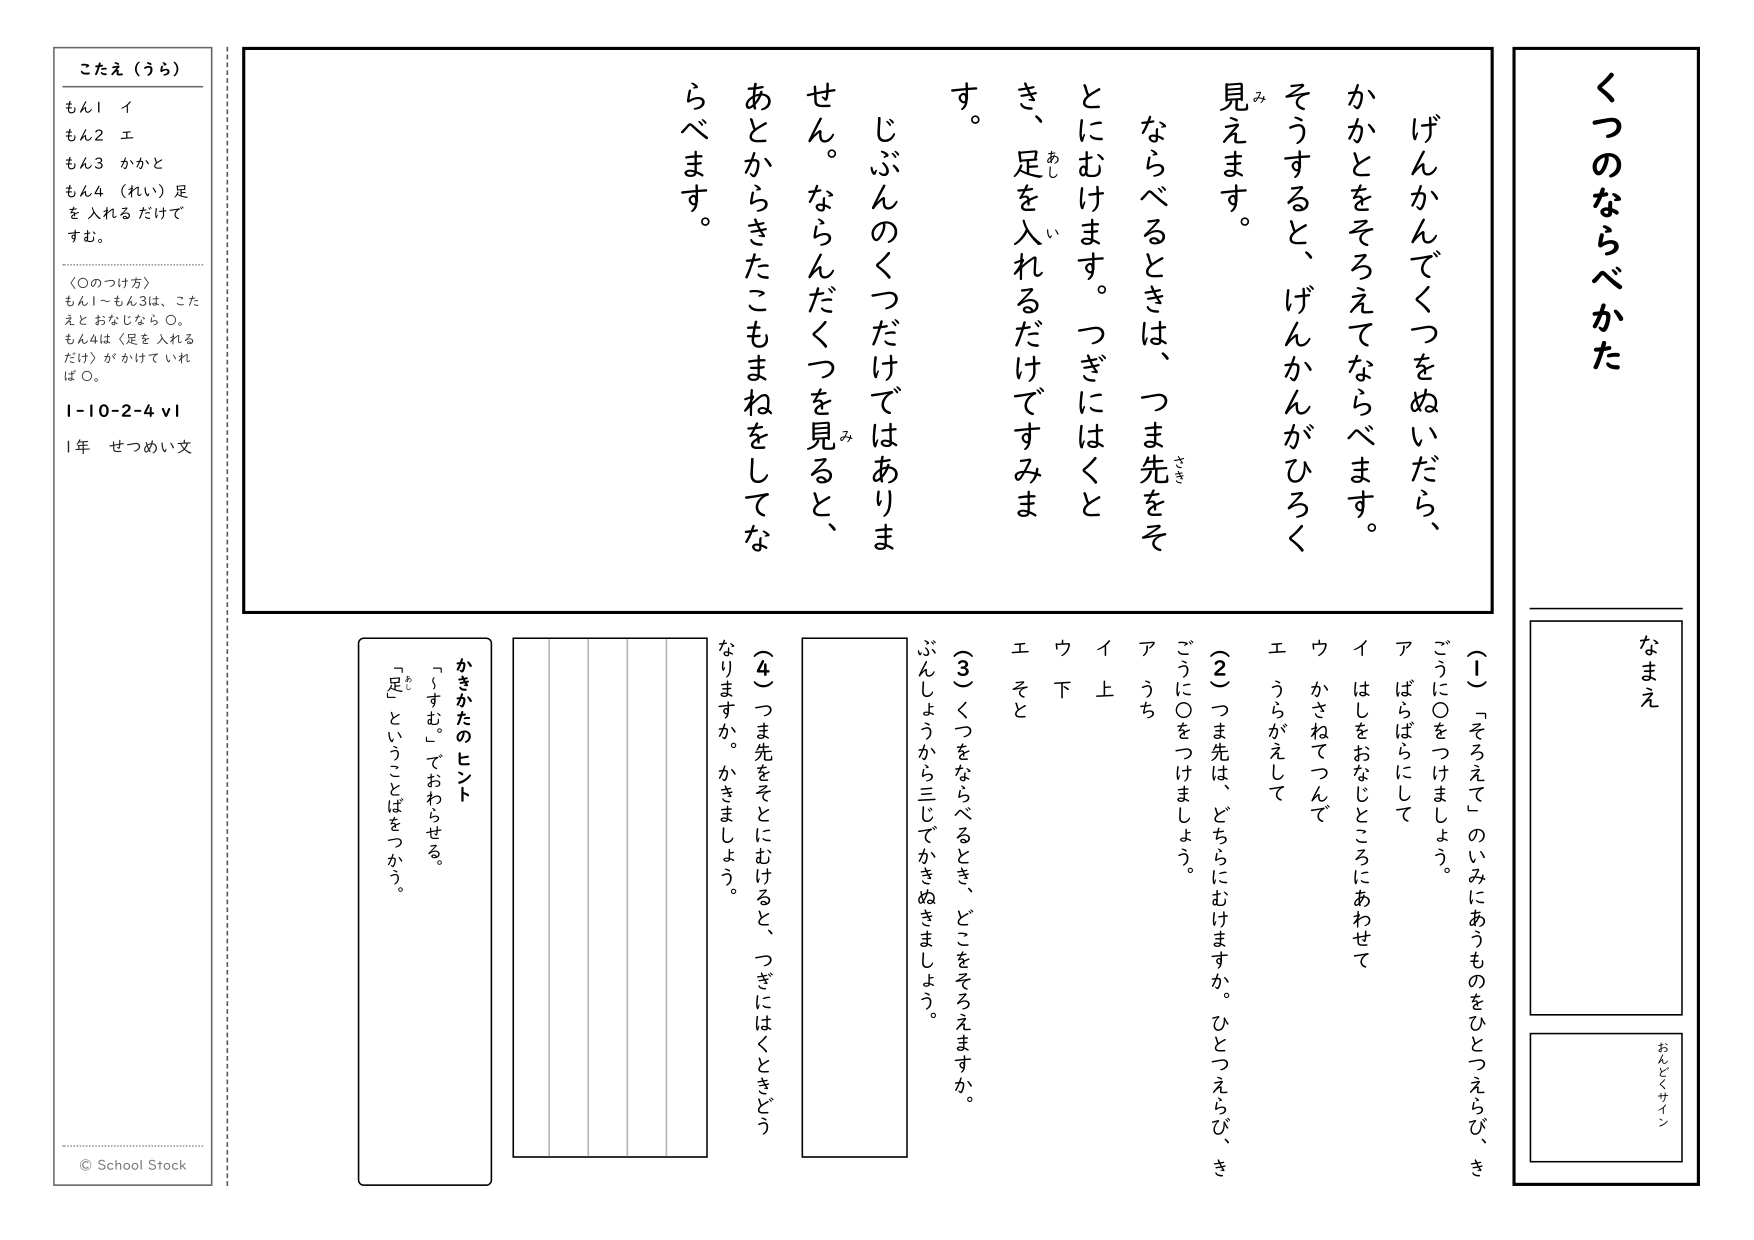 くつのならべかた
なまえ
おんどくサイン
げんかんでくつをぬいだら、
かかとをそろえてならべます。
そうすると、げんかんがひろく
見えます。
み
ならべるときは、つま先をそ
さき
とにむけます。つぎにはくと
き、足を入れるだけですみま
あし
い
す。
じぶんのくつだけではありま
せん。ならんだくつを見ると、
み
あとからきたこもまねをしてな
らべます。
(1)「そろえて」のいみにあうものをひとつえらび、き
ごうに〇をつけましょう。
ア ばらばらにして
イ はしをおなじところにあわせて
ウ かさねてつんで
エ うらがえして
(2)つま先は、どちらにむけますか。ひとつえらび、き
ごうに〇をつけましょう。
ア うち
イ 上
ウ 下
エ そと
(3)くつをならべるとき、どこをそろえますか。
ぶんしょうから三じでかきぬきましょう。
(4)つま先をそとにむけると、つぎにはくときどう
なりますか。かきましょう。
かきかたの ヒント
「~すむ。」でおわらせる。
「足」ということばをつかう。
あし
こたえ(うら)
もん1 イ
もん2 エ
もん3 かかと
もん4 (れい)足
を 入れる だけで
すむ。
〈〇のつけ方〉
もん1~もん3は、こた
えと おなじなら 〇。
もん4は〈足を 入れる
だけ〉が かけて いれ
ば 〇。
1-10-2-4 v1
1年 せつめい文
© School Stock